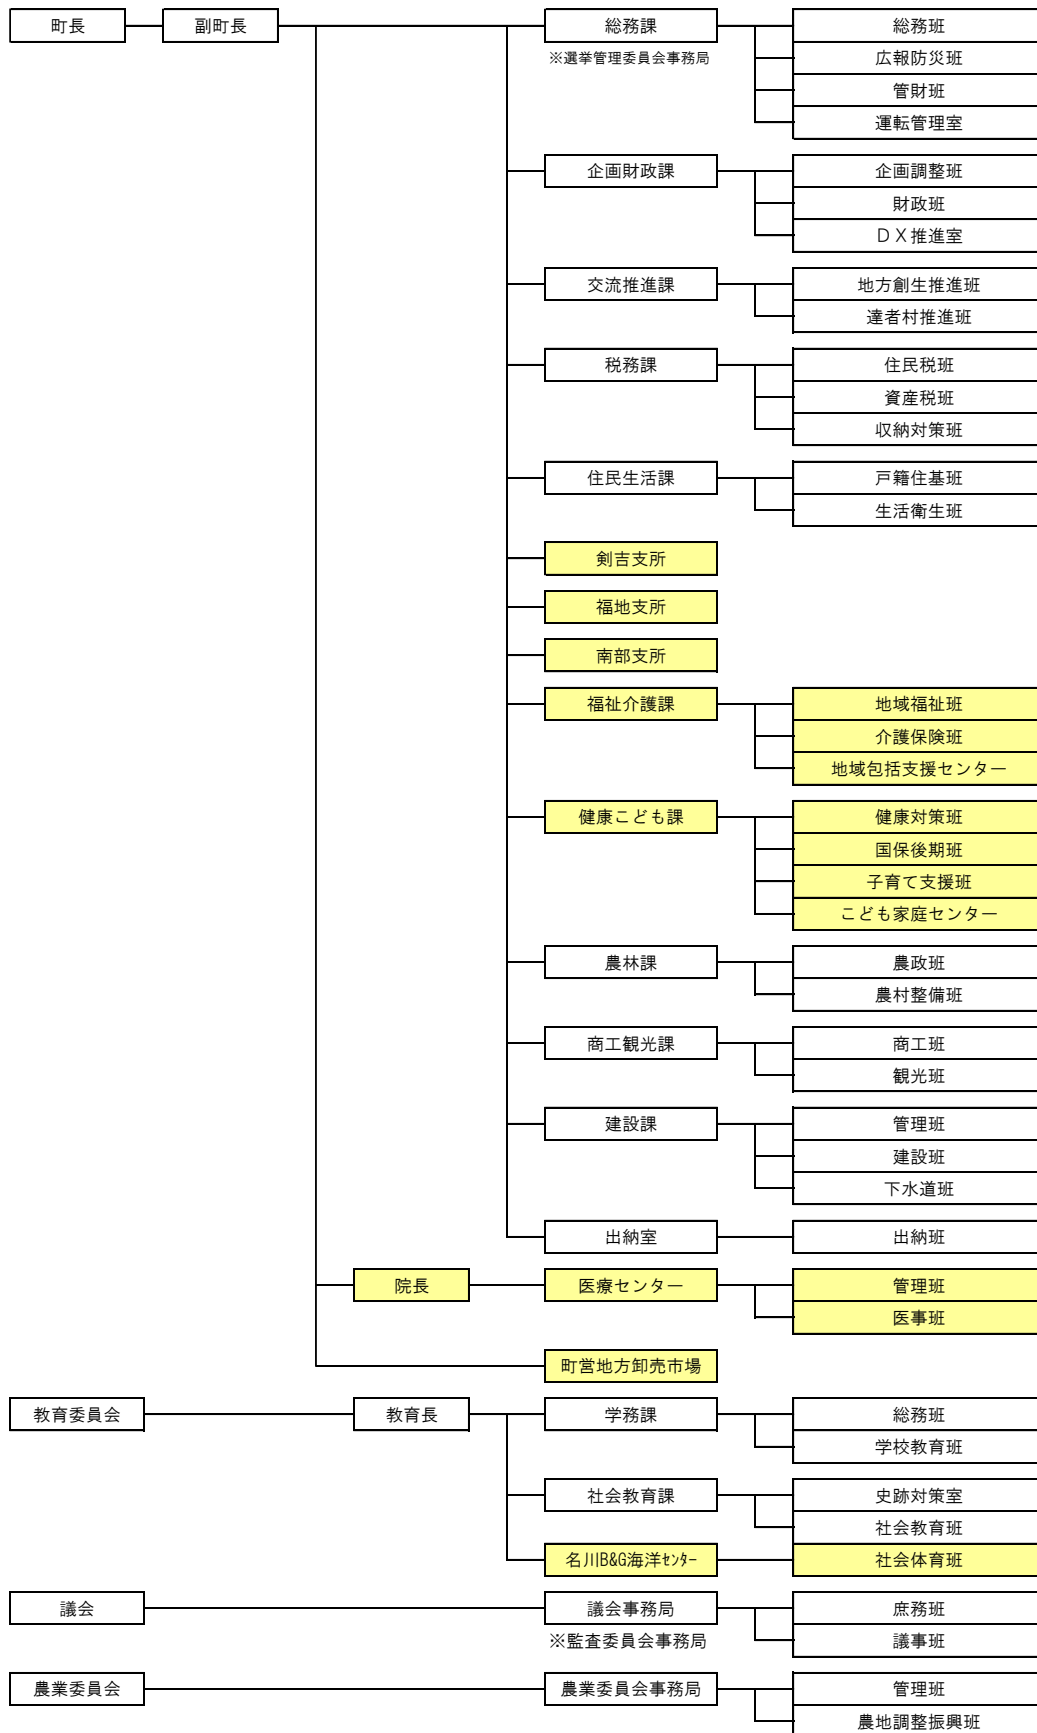 町長
副町長
総務課
総務班
※選挙管理委員会事務局
広報防災班
管財班
運転管理室
企画財政課
企画調整班
財政班
ＤＸ推進室
交流推進課
地方創生推進班
達者村推進班
税務課
住民税班
資産税班
収納対策班
住民生活課
戸籍住基班
生活衛生班
剣吉支所
福地支所
南部支所
福祉介護課
地域福祉班
介護保険班
地域包括支援センター
健康こども課
健康対策班
国保後期班
子育て支援班
こども家庭センター
農林課
農政班
農村整備班
商工観光課
商工班
観光班
建設課
管理班
建設班
下水道班
出納室
出納班
院長
医療センター
管理班
医事班
町営地方卸売市場
教育委員会
教育長
学務課
総務班
学校教育班
社会教育課
史跡対策室
社会教育班
名川B&G海洋ｾﾝﾀｰ
社会体育班
議会
議会事務局
庶務班
※監査委員会事務局
議事班
農業委員会
農業委員会事務局
管理班
農地調整振興班